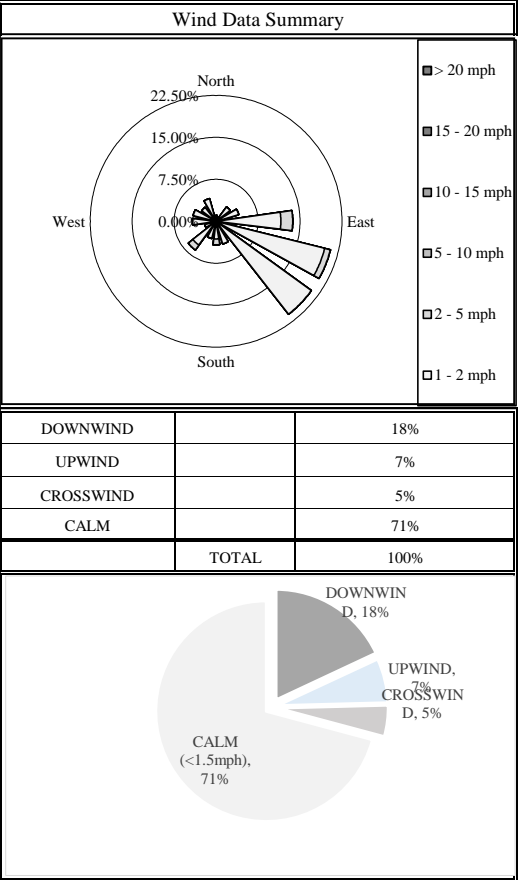 Wind Data Summary
North
22.50%
15.00%
7.50%
0.00%
West
East
South
> 20 mph
15 - 20 mph
10 - 15 mph
5 - 10 mph
2 - 5 mph
1 - 2 mph
DOWNWIND 18%
UPWIND 7%
CROSSWIND 5%
CALM 71%
TOTAL 100%
DOWNWIN
D, 18%
UPWIND,
7%
CROSSWIN
D, 5%
CALM
(<1.5mph),
71%